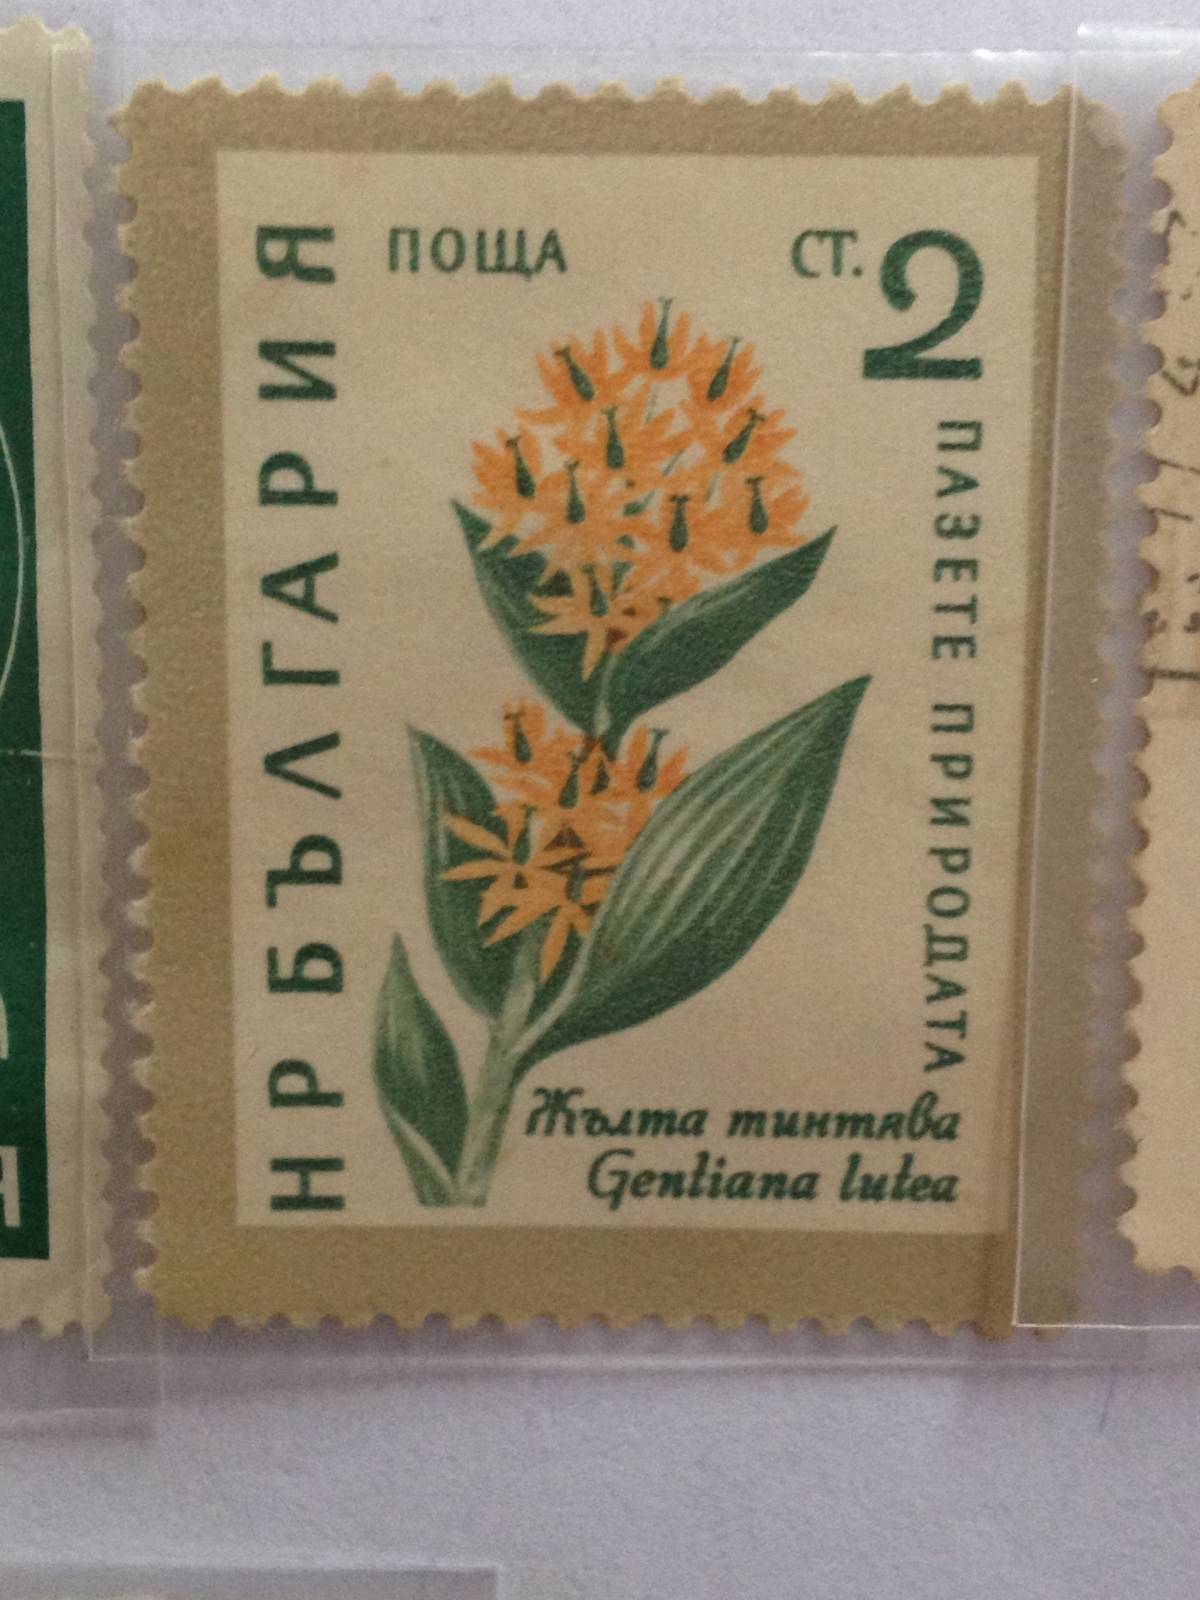 НРБЪЛГАРИЯ
ПОЩА
СТ. 2
ПАЗЕТЕ ПРИРОДАТА
Жълта тинтява
Gentiana lutea